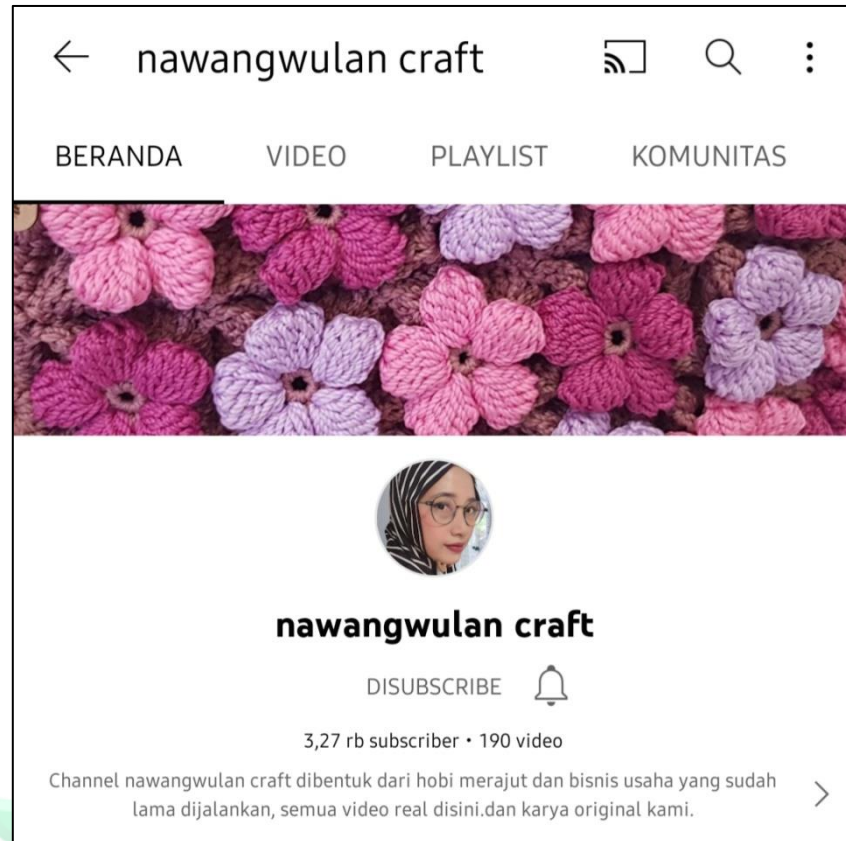 nawangwulan craft
BERANDA VIDEO PLAYLIST KOMUNITAS
nawangwulan craft
DISUBSCRIBE
3,27 rb subscriber • 190 video
Channel nawangwulan craft dibentuk dari hobi merajut dan bisnis usaha yang sudah
lama dijalankan, semua video real disini.dan karya original kami.